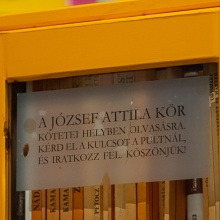 A JÓZSEF ATTILA KÖR
KÖTETEI HELYBEN OLVASÁSRA.
KÉRD EL A KULCSOT A PULTNÁL,
ÉS IRATKOZZ FEL. KÖSZÖNJÜK!